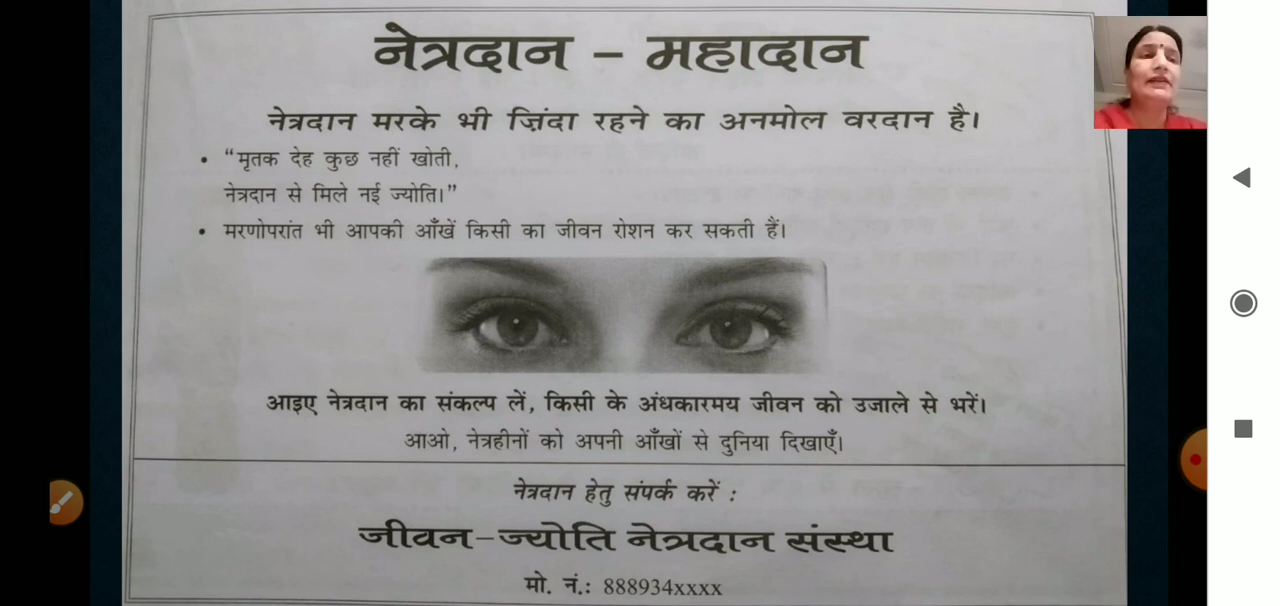 नेत्रदान – महादान
नेत्रदान मरके भी ज़िंदा रहने का अनमोल वरदान है।
• “मृतक देह कुछ नहीं खोती,
नेत्रदान से मिले नई ज्योति।”
• मरणोपरांत भी आपकी आँखें किसी का जीवन रोशन कर सकती हैं।
आइए नेत्रदान का संकल्प लें, किसी के अंधकारमय जीवन को उजाले से भरें।
आओ, नेत्रहीनों को अपनी आँखों से दुनिया दिखाएँ।
नेत्रदान हेतु संपर्क करें :
जीवन-ज्योति नेत्रदान संस्था
मो. नं.: 888934xxxx